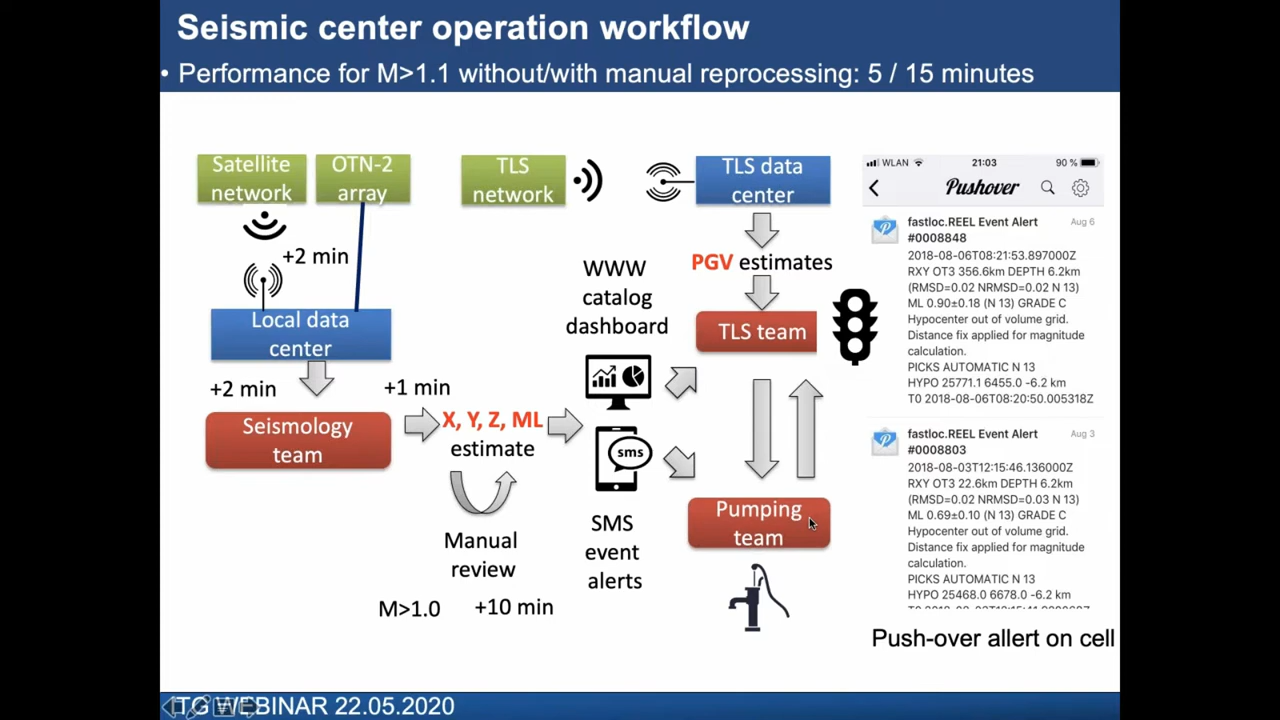 Seismic center operation workflow
• Performance for M>1.1 without/with manual reprocessing: 5 / 15 minutes
Satellite
network
OTN-2
array
+2 min
Local data
center
+2 min
Seismology
team
+1 min
X, Y, Z, ML
estimate
Manual
review
M>1.0
+10 min
TLS
network
WWW
catalog
dashboard
sms
SMS
event
alerts
TLS data
center
PGV estimates
TLS team
Pumping
team
WLAN
21:03
90 %
Pushover
fastloc.REEL Event Alert
Aug 6
#0008848
2018-08-06T08:21:53.897000Z
RXY OT3 356.6km DEPTH 6.2km
(RMSD=0.02 NRMSD=0.02 N 13)
ML 0.90±0.18 (N 13) GRADE C
Hypocenter out of volume grid.
Distance fix applied for magnitude
calculation.
PICKS AUTOMATIC N 13
HYPO 25771.1 6455.0 -6.2 km
T0 2018-08-06T08:20:50.005318Z
fastloc.REEL Event Alert
Aug 3
#0008803
2018-08-03T12:15:46.136000Z
RXY OT3 22.6km DEPTH 6.2km
(RMSD=0.02 NRMSD=0.03 N 13)
ML 0.69±0.10 (N 13) GRADE C
Hypocenter out of volume grid.
Distance fix applied for magnitude
calculation.
PICKS AUTOMATIC N 13
HYPO 25468.0 6678.0 -6.2 km
Push-over allert on cell
WEBINAR 22.05.2020